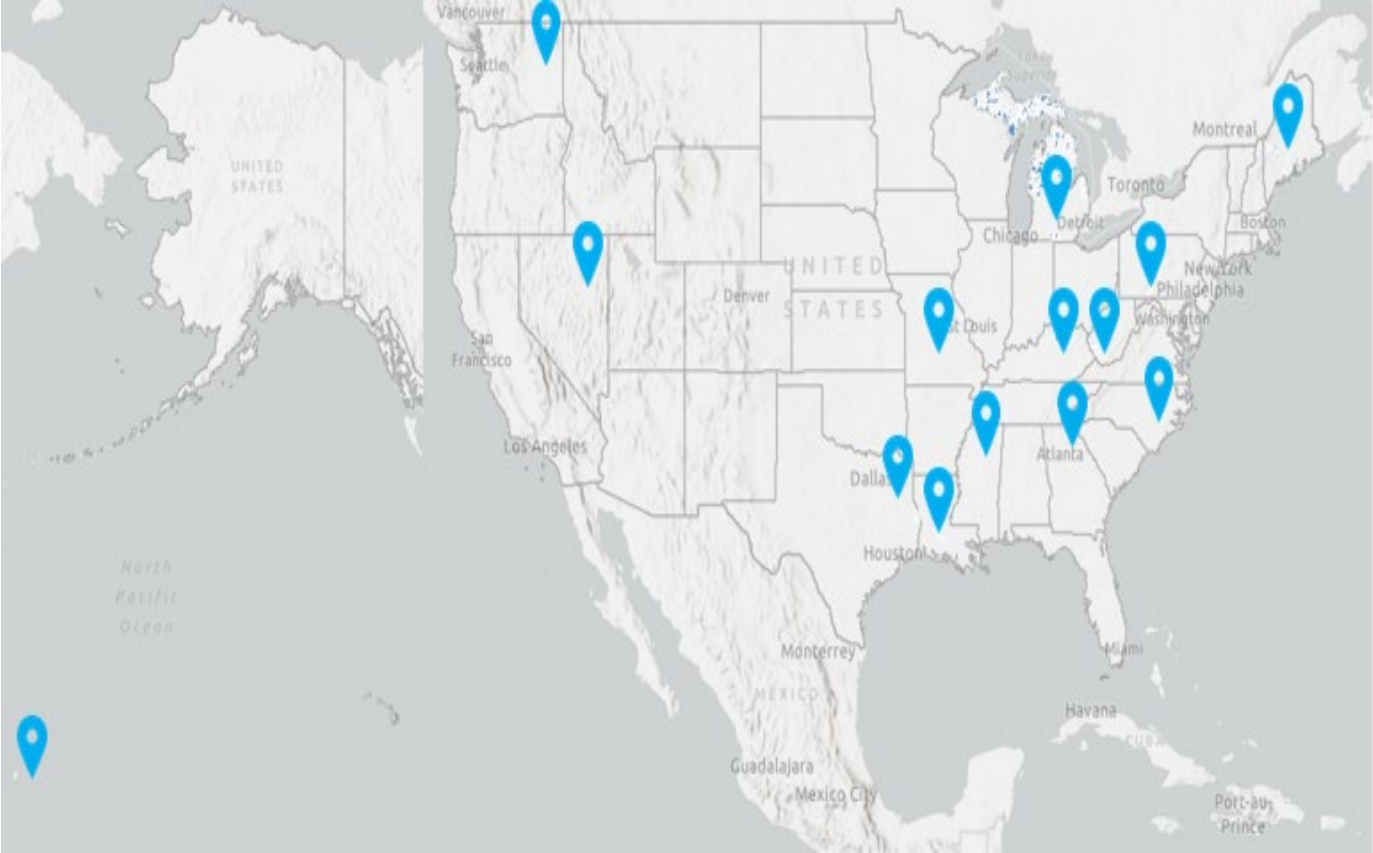 Vancouver
Seattle
Lake
Superior
Montreal
UNITED
STATES
Toronto
Detroit
Boston
Chicago
UNITED
STATES
New York
Philadelphia
Denver
Washington
St Louis
San
Francisco
Los Angeles
Atlanta
Dallas
Houston
North
Pacific
Ocean
Monterrey
Miami
MEXICO
Havana
CUBA
Guadalajara
Mexico City
Port-au-
Prince